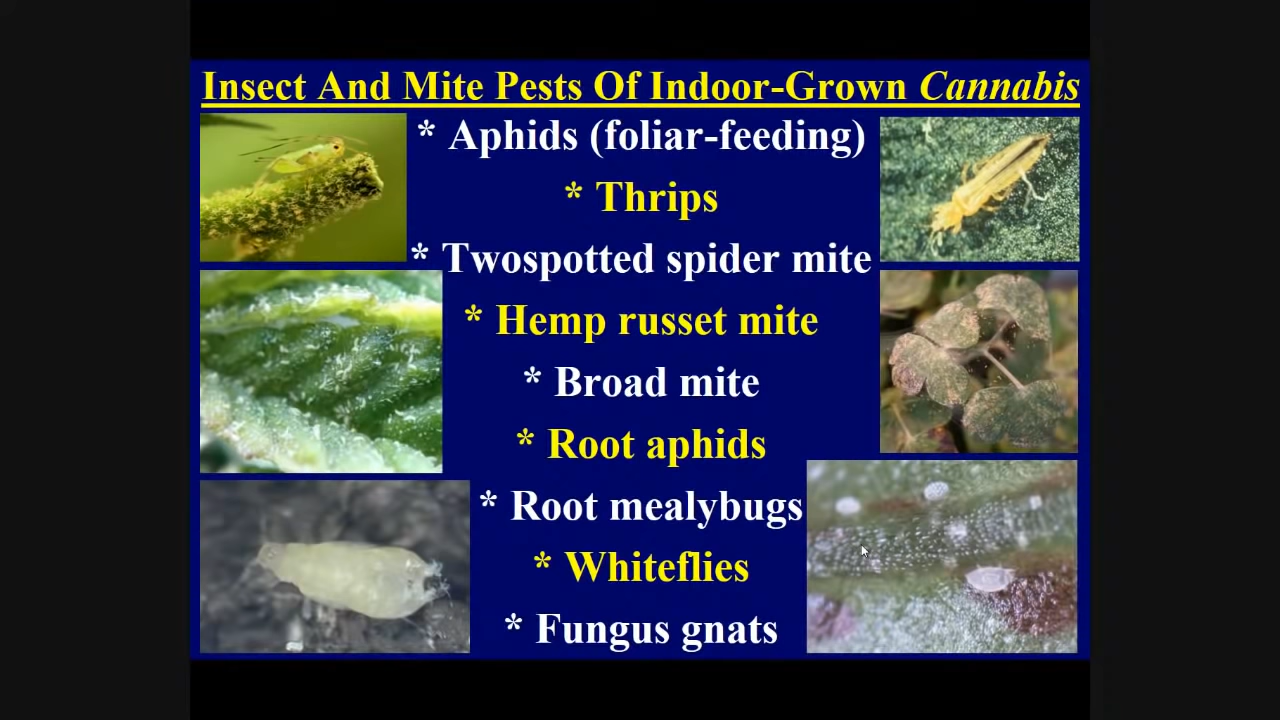 Insect And Mite Pests Of Indoor-Grown Cannabis
* Aphids (foliar-feeding)
* Thrips
* Twospotted spider mite
* Hemp russet mite
* Broad mite
* Root aphids
* Root mealybugs
* Whiteflies
* Fungus gnats